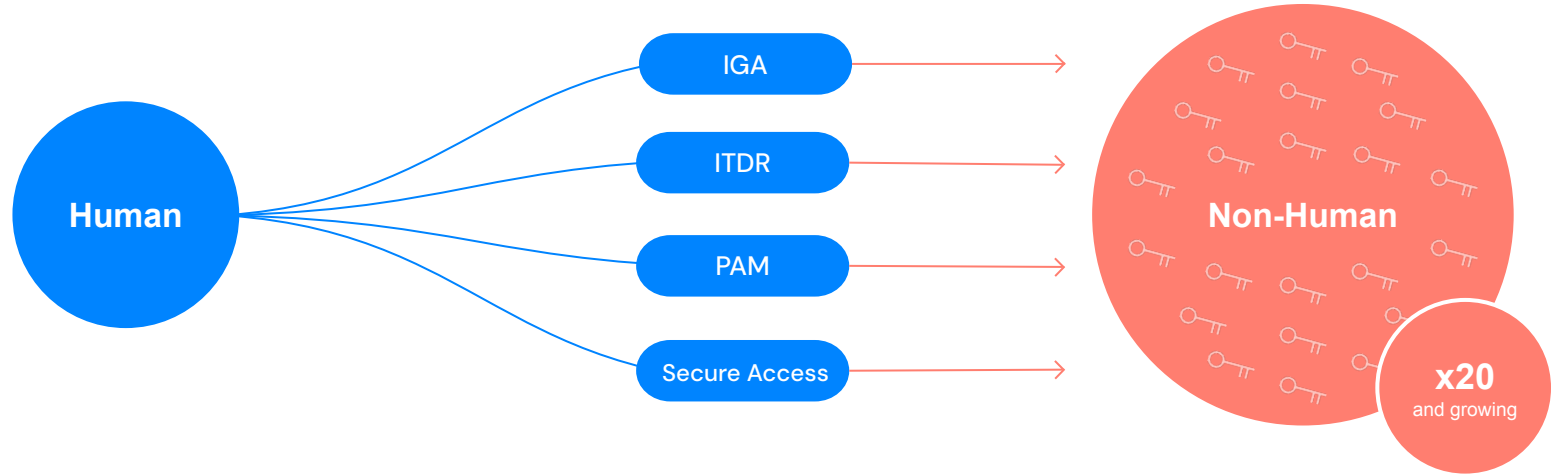 Human
IGA
ITDR
PAM
Secure Access
Non-Human
x20
and growing